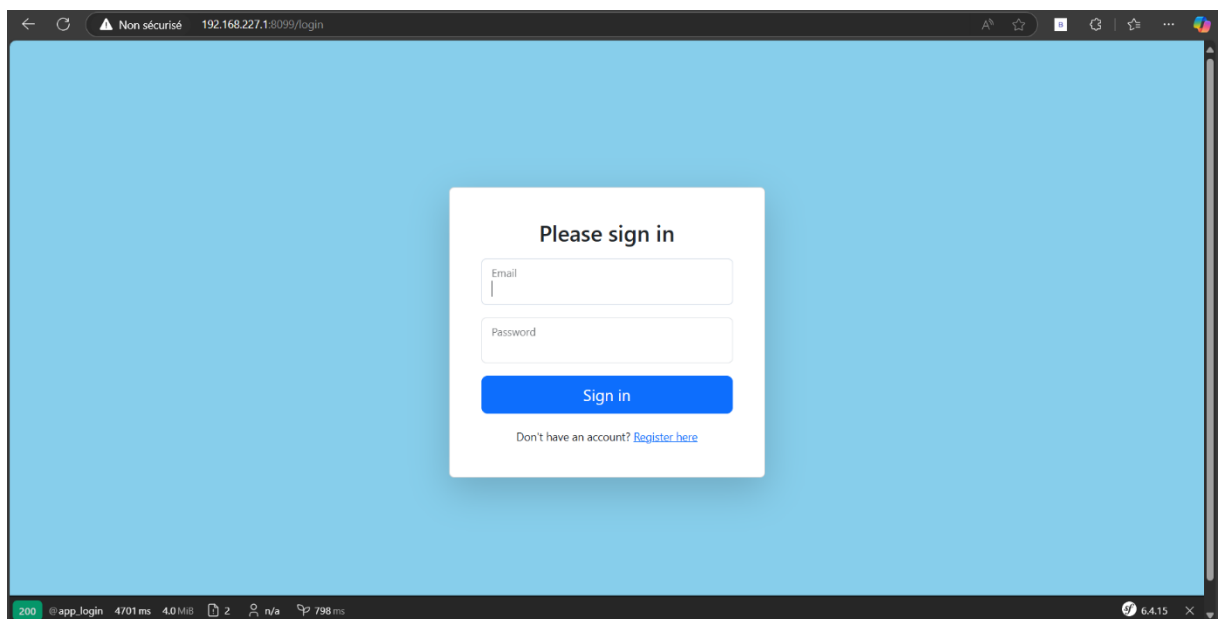 Non sécurisé 192.168.227.1:8099/login
Please sign in
Email
Password
Sign in
Don't have an account? Register here
200 @app_login 4701 ms 4.0 MiB 2 n/a 798 ms 6.4.15